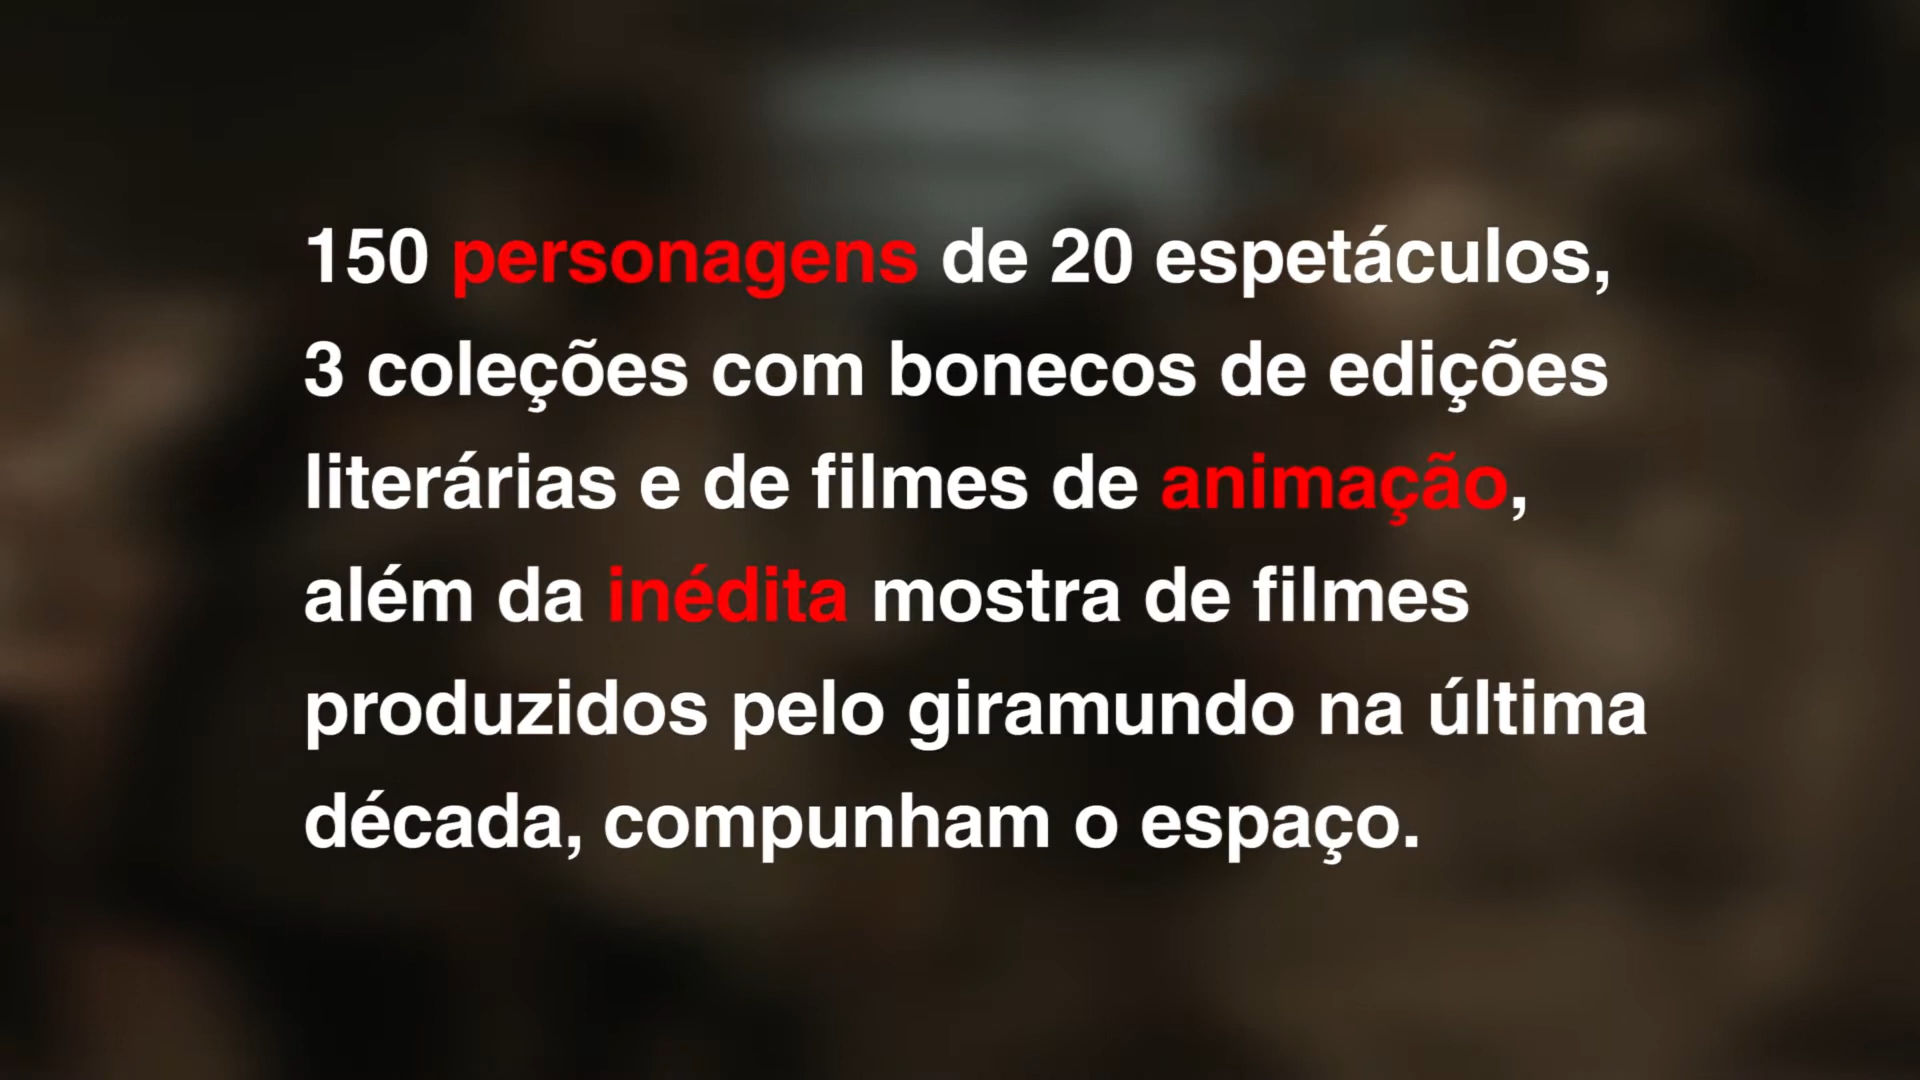 150 personagens de 20 espetáculos,
3 coleções com bonecos de edições
literárias e de filmes de animação,
além da inédita mostra de filmes
produzidos pelo giramundo na última
década, compunham o espaço.